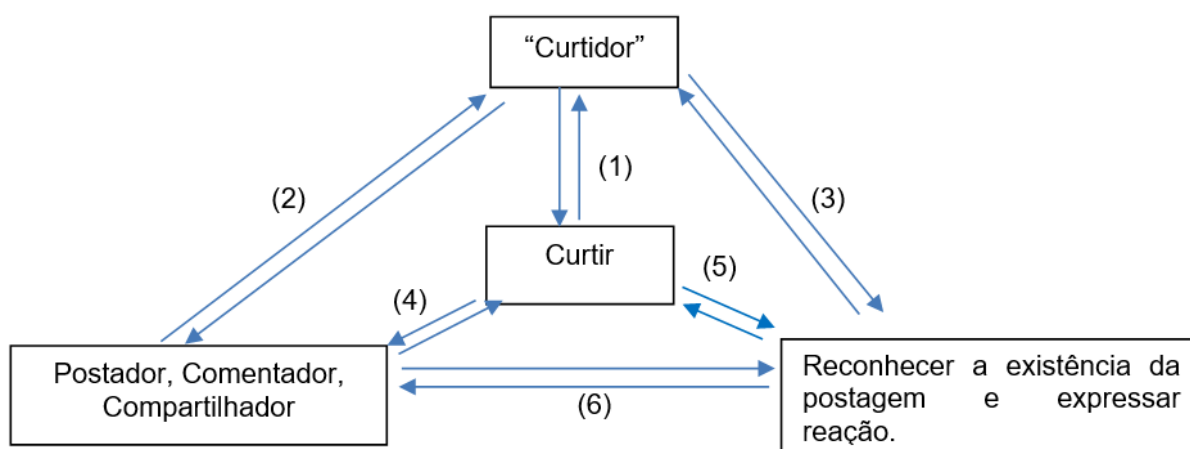 “Curtidor”
(1)
(2)
(3)
Curtir
(5)
(4)
Postador, Comentador,
Compartilhador
Reconhecer a existência da
postagem e expressar
reação.
(6)